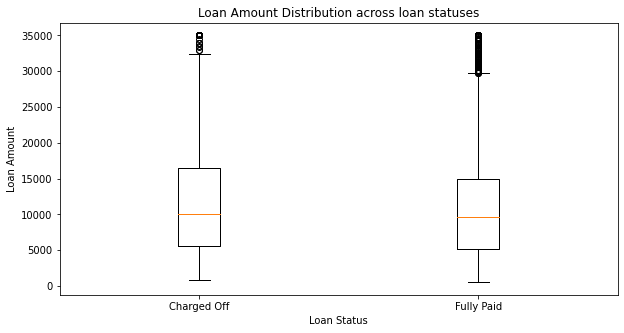 Loan Amount Distribution across loan statuses
35000
30000
25000
20000
15000
10000
5000
0
Loan Amount
Charged Off
Fully Paid
Loan Status